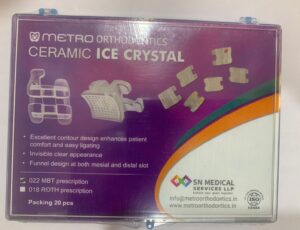 METRO ORTHODONTICS
CERAMIC ICE CRYSTAL
• Excellent contour design enhances patient
comfort and easy ligating
• Invisible clear appearance
• Funnel design at both mesial and distal slot
022 MBT prescription
018 ROTH prescription
Packing 20 pcs
SN MEDICAL
SERVICES LLP
info@metroorthodontics.in
www.metroorthodontics.in
ISO